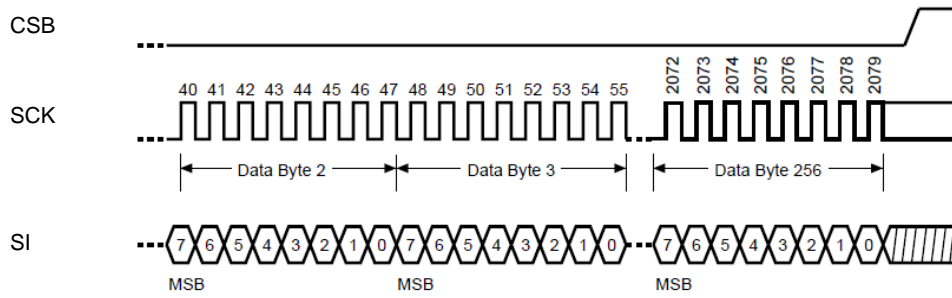 CSB
2072 2073 2074 2075 2076 2077 2078 2079
40 41 42 43 44 45 46 47 48 49 50 51 52 53 54 55
SCK
Data Byte 2 Data Byte 3 Data Byte 256
SI 7 6 5 4 3 2 1 0 7 6 5 4 3 2 1 0 7 6 5 4 3 2 1 0
MSB MSB MSB